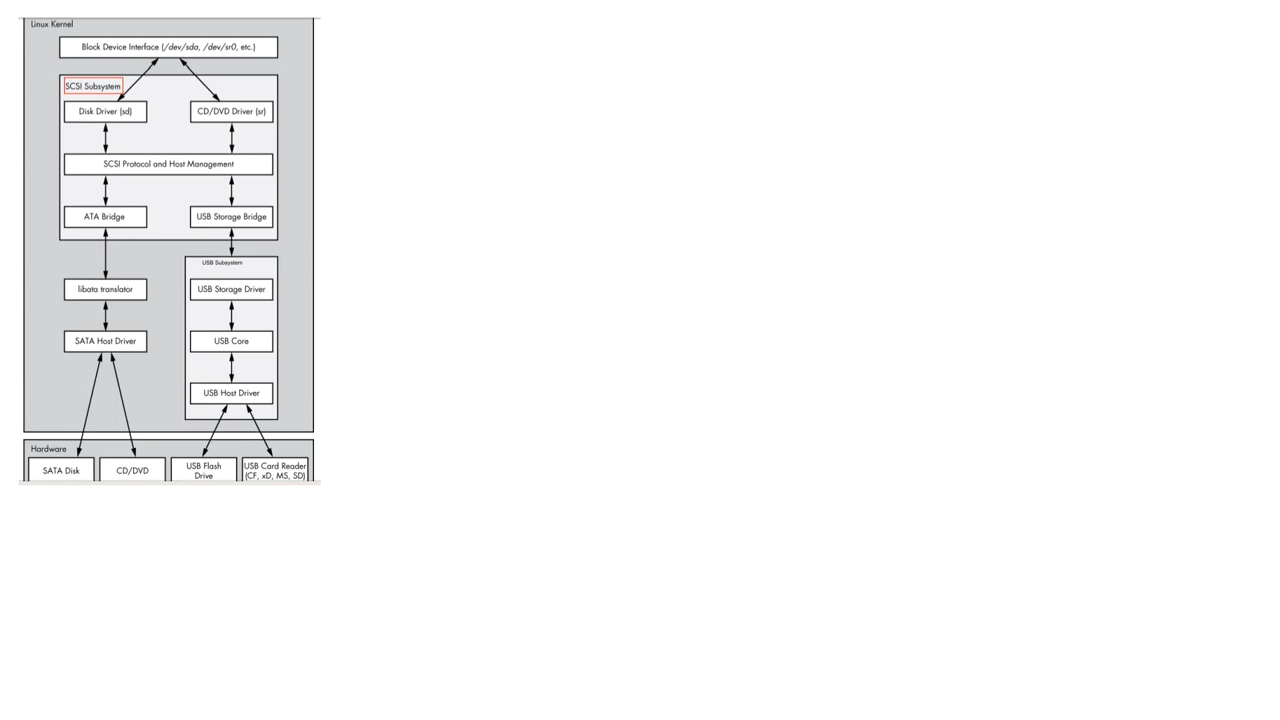 Linux Kernel
Block Device Interface (/dev/sda, /dev/sr0, etc.)
SCSI Subsystem
Disk Driver (sd)
CD/DVD Driver (sr)
SCSI Protocol and Host Management
ATA Bridge
USB Storage Bridge
USB Subsystem
libata translator
USB Storage Driver
SATA Host Driver
USB Core
USB Host Driver
Hardware
SATA Disk
CD/DVD
USB Flash
Drive
USB Card Reader
(CF, xD, MS, SD)